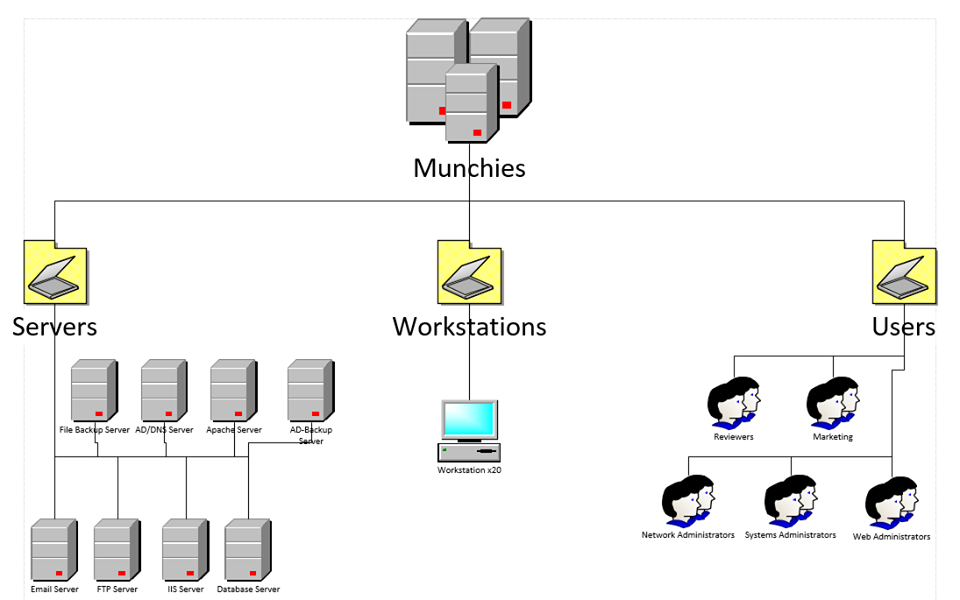 Munchies
Servers
Workstations
Users
File Backup Server
AD/DNS Server
Apache Server
AD-Backup
Server
Workstation x20
Reviewers
Marketing
Network Administrators
Systems Administrators
Web Administrators
Email Server
FTP Server
IIS Server
Database Server